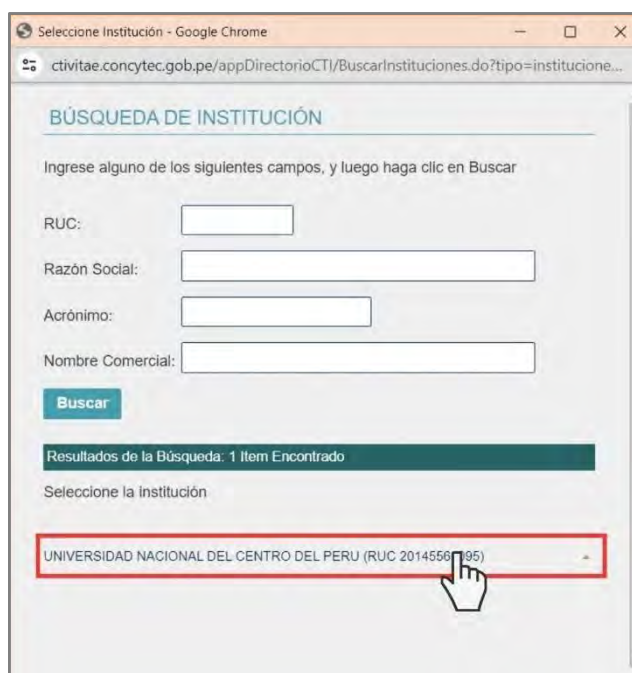 Seleccione Institución - Google Chrome
ctivitae.concytec.gob.pe/appDirectorioCTI/BuscarInstituciones.do?tipo=institucione...
BÚSQUEDA DE INSTITUCIÓN
Ingrese alguno de los siguientes campos, y luego haga clic en Buscar
RUC:
Razón Social:
Acrónimo:
Nombre Comercial:
Buscar
Resultados de la Búsqueda: 1 Item Encontrado
Seleccione la Institución
UNIVERSIDAD NACIONAL DEL CENTRO DEL PERU (RUC